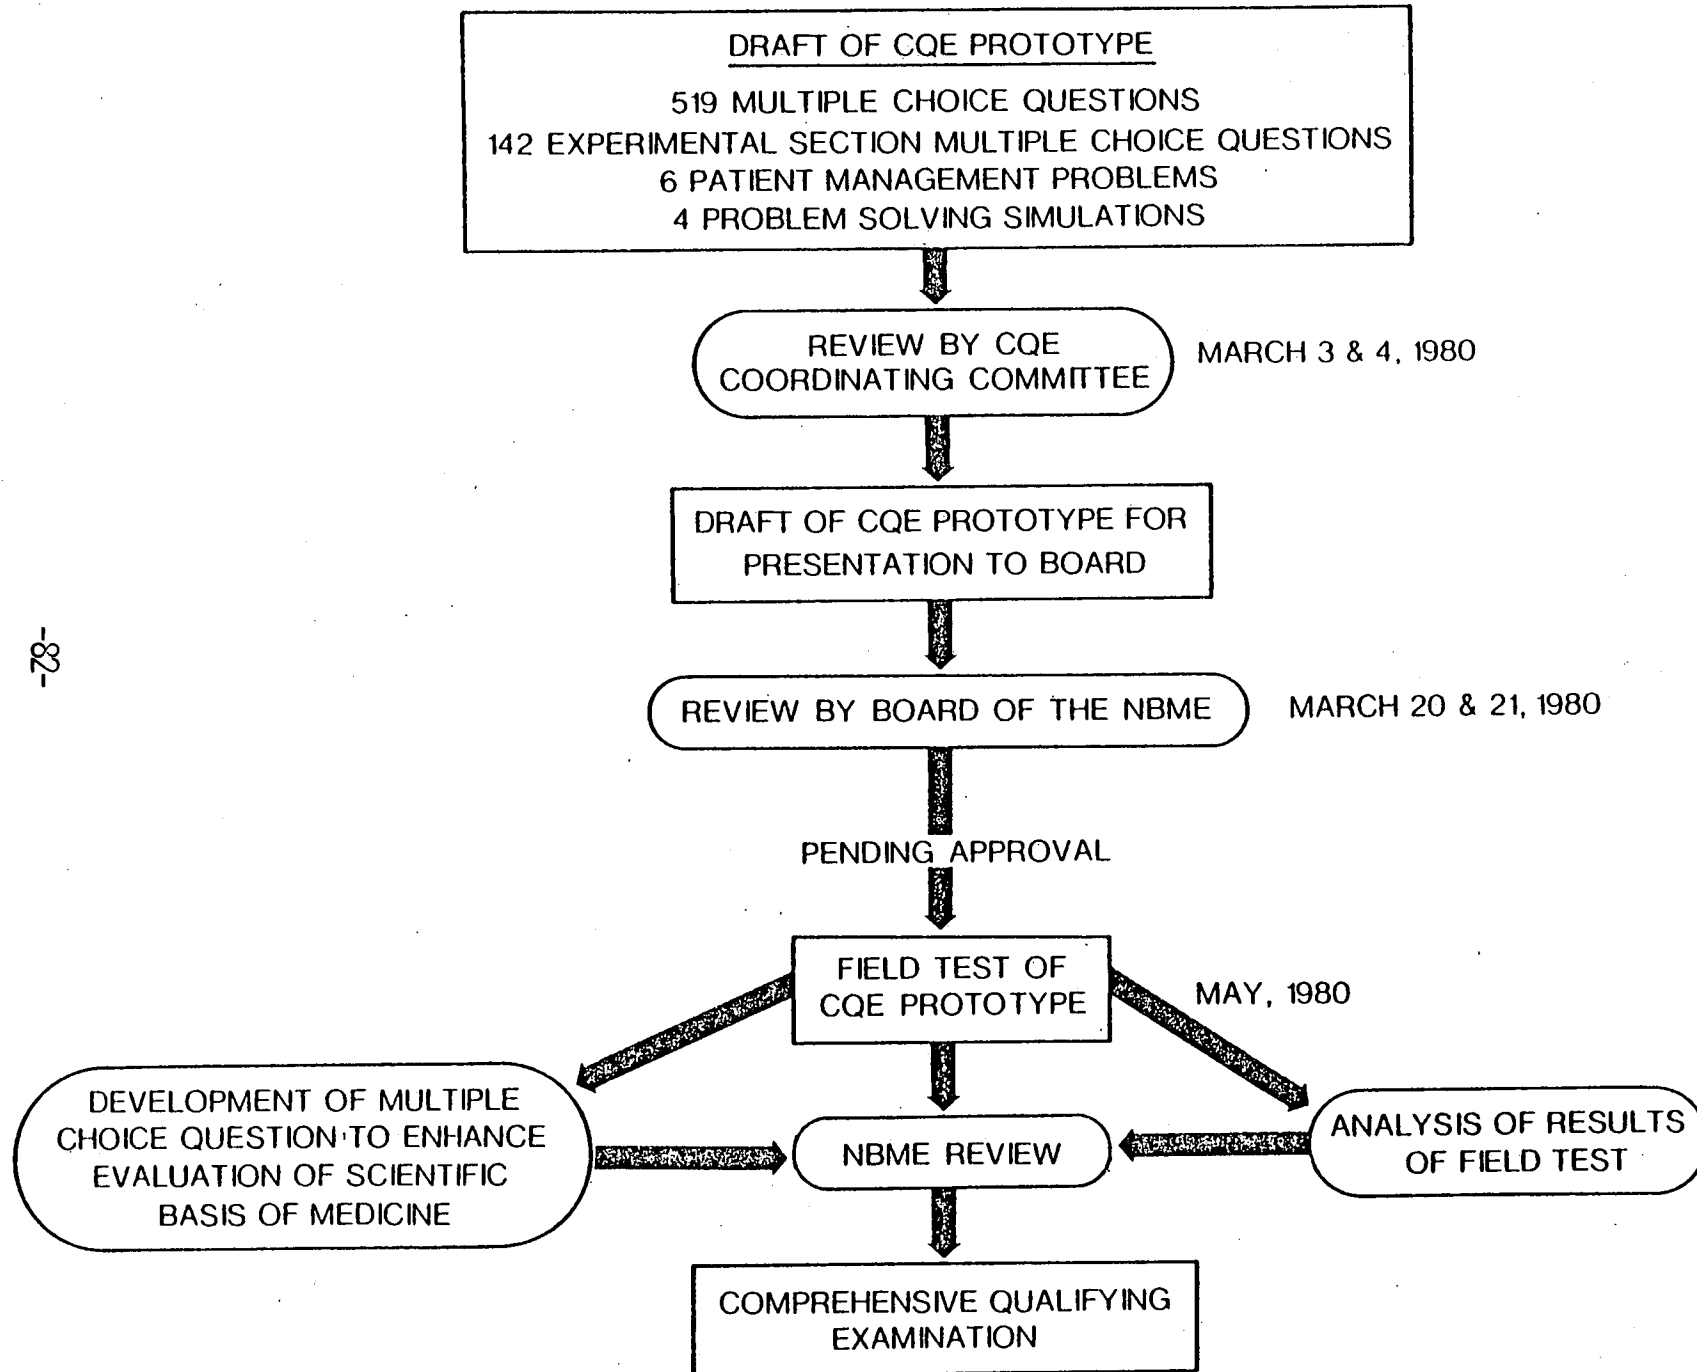 DRAFT OF CQE PROTOTYPE
519 MULTIPLE CHOICE QUESTIONS
142 EXPERIMENTAL SECTION MULTIPLE CHOICE QUESTIONS
6 PATIENT MANAGEMENT PROBLEMS
4 PROBLEM SOLVING SIMULATIONS
REVIEW BY CQE
COORDINATING COMMITTEE
MARCH 3 & 4, 1980
DRAFT OF CQE PROTOTYPE FOR
PRESENTATION TO BOARD
-82-
REVIEW BY BOARD OF THE NBME
MARCH 20 & 21, 1980
PENDING APPROVAL
FIELD TEST OF
CQE PROTOTYPE
MAY, 1980
DEVELOPMENT OF MULTIPLE
CHOICE QUESTION TO ENHANCE
EVALUATION OF SCIENTIFIC
BASIS OF MEDICINE
NBME REVIEW
ANALYSIS OF RESULTS
OF FIELD TEST
COMPREHENSIVE QUALIFYING
EXAMINATION